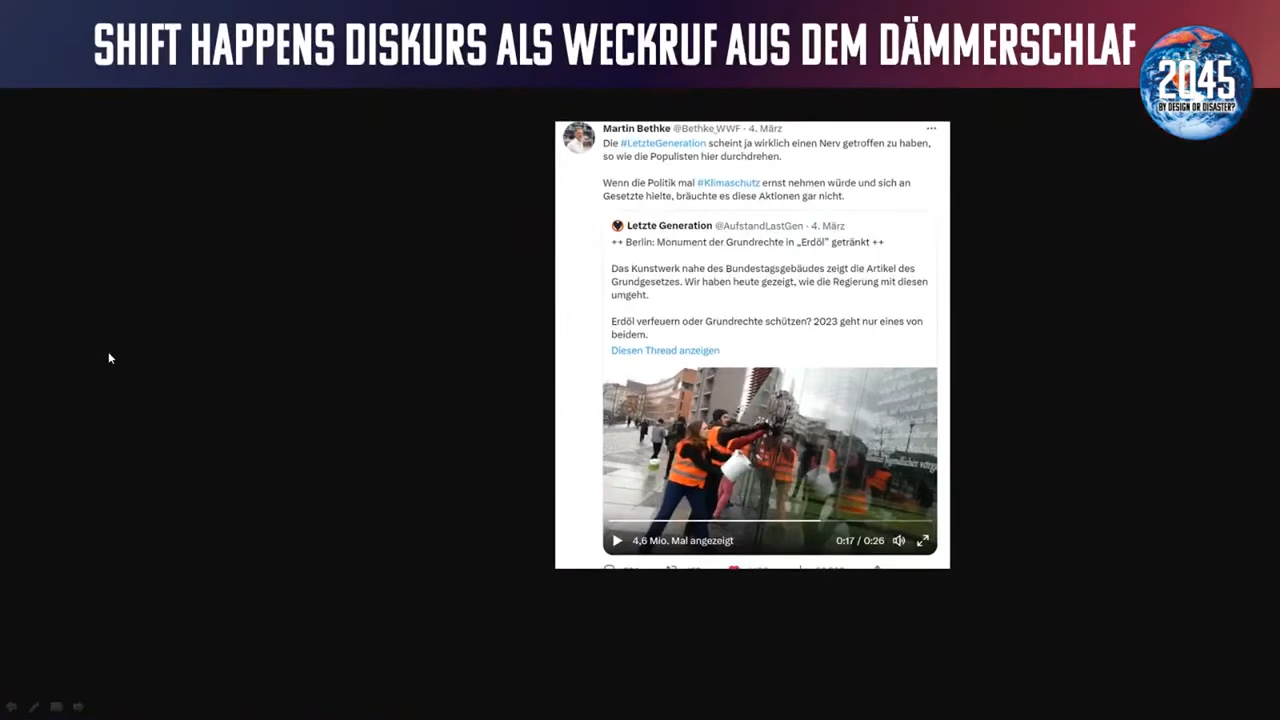 SHIFT HAPPENS DISKURS ALS WECKRUF AUS DEM DÄMMERSCHLAF
2045
BY DESIGN OR DISASTER?
Martin Bethke @Bethke_WWF · 4. März
Die #LetzteGeneration scheint ja wirklich einen Nerv getroffen zu haben,
so wie die Populisten hier durchdrehen.
Wenn die Politik mal #Klimaschutz ernst nehmen würde und sich an
Gesetzte hielte, bräuchte es diese Aktionen gar nicht.
Letzte Generation @AufstandLastGen · 4. März
++ Berlin: Monument der Grundrechte in „Erdöl" getränkt ++
Das Kunstwerk nahe des Bundestagsgebäudes zeigt die Artikel des
Grundgesetzes. Wir haben heute gezeigt, wie die Regierung mit diesen
umgeht.
Erdöl verfeuern oder Grundrechte schützen? 2023 geht nur eines von
beidem.
Diesen Thread anzeigen
4,6 Mio. Mal angezeigt
0:17 / 0:26